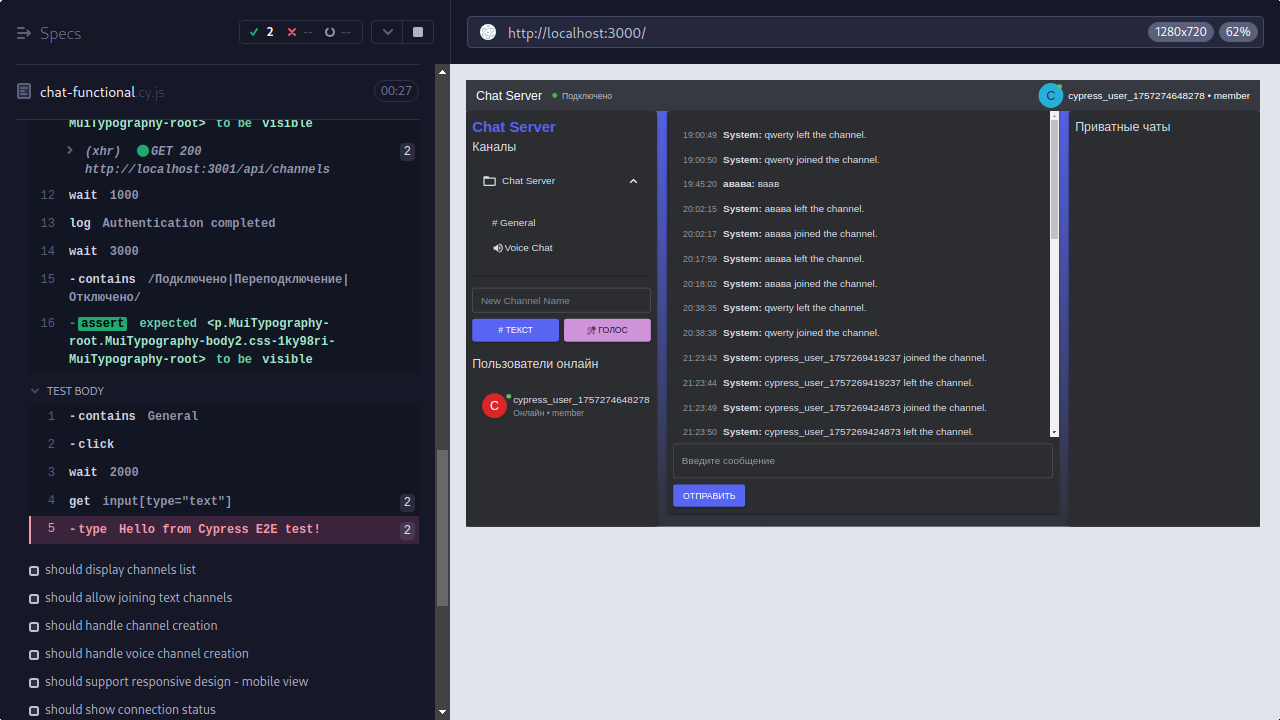 Specs
2
--
--
chat-functional.cy.js
00:27
MuiTypography-root> to be visible
(xhr) GET 200
http://localhost:3001/api/channels
2
12 wait 1000
13 log Authentication completed
14 wait 3000
15 -contains /Подключено|Переподключение|
Отключено/
16 -assert expected <p.MuiTypography-
root.MuiTypography-body2.css-1ky98ri-
MuiTypography-root> to be visible
TEST BODY
1 -contains General
2 -click
3 wait 2000
4 get input[type="text"] 2
5 -type Hello from Cypress E2E test! 2
should display channels list
should allow joining text channels
should handle channel creation
should handle voice channel creation
should support responsive design - mobile view
should show connection status
http://localhost:3000/
1280x720
62%
Chat Server
Подключено
C
cypress_user_1757274648278 • member
Chat Server
Каналы
Chat Server
# General
Voice Chat
New Channel Name
# ТЕКСТ
🎤 ГОЛОС
Пользователи онлайн
C
cypress_user_1757274648278
Онлайн • member
19:00:49 System: qwerty left the channel.
19:00:50 System: qwerty joined the channel.
19:45:20 авава: ваав
20:02:15 System: авава left the channel.
20:02:17 System: авава joined the channel.
20:17:59 System: авава left the channel.
20:18:02 System: авава joined the channel.
20:38:35 System: qwerty left the channel.
20:38:38 System: qwerty joined the channel.
21:23:43 System: cypress_user_1757269419237 joined the channel.
21:23:44 System: cypress_user_1757269419237 left the channel.
21:23:49 System: cypress_user_1757269424873 joined the channel.
21:23:50 System: cypress_user_1757269424873 left the channel.
Введите сообщение
ОТПРАВИТЬ
Приватные чаты